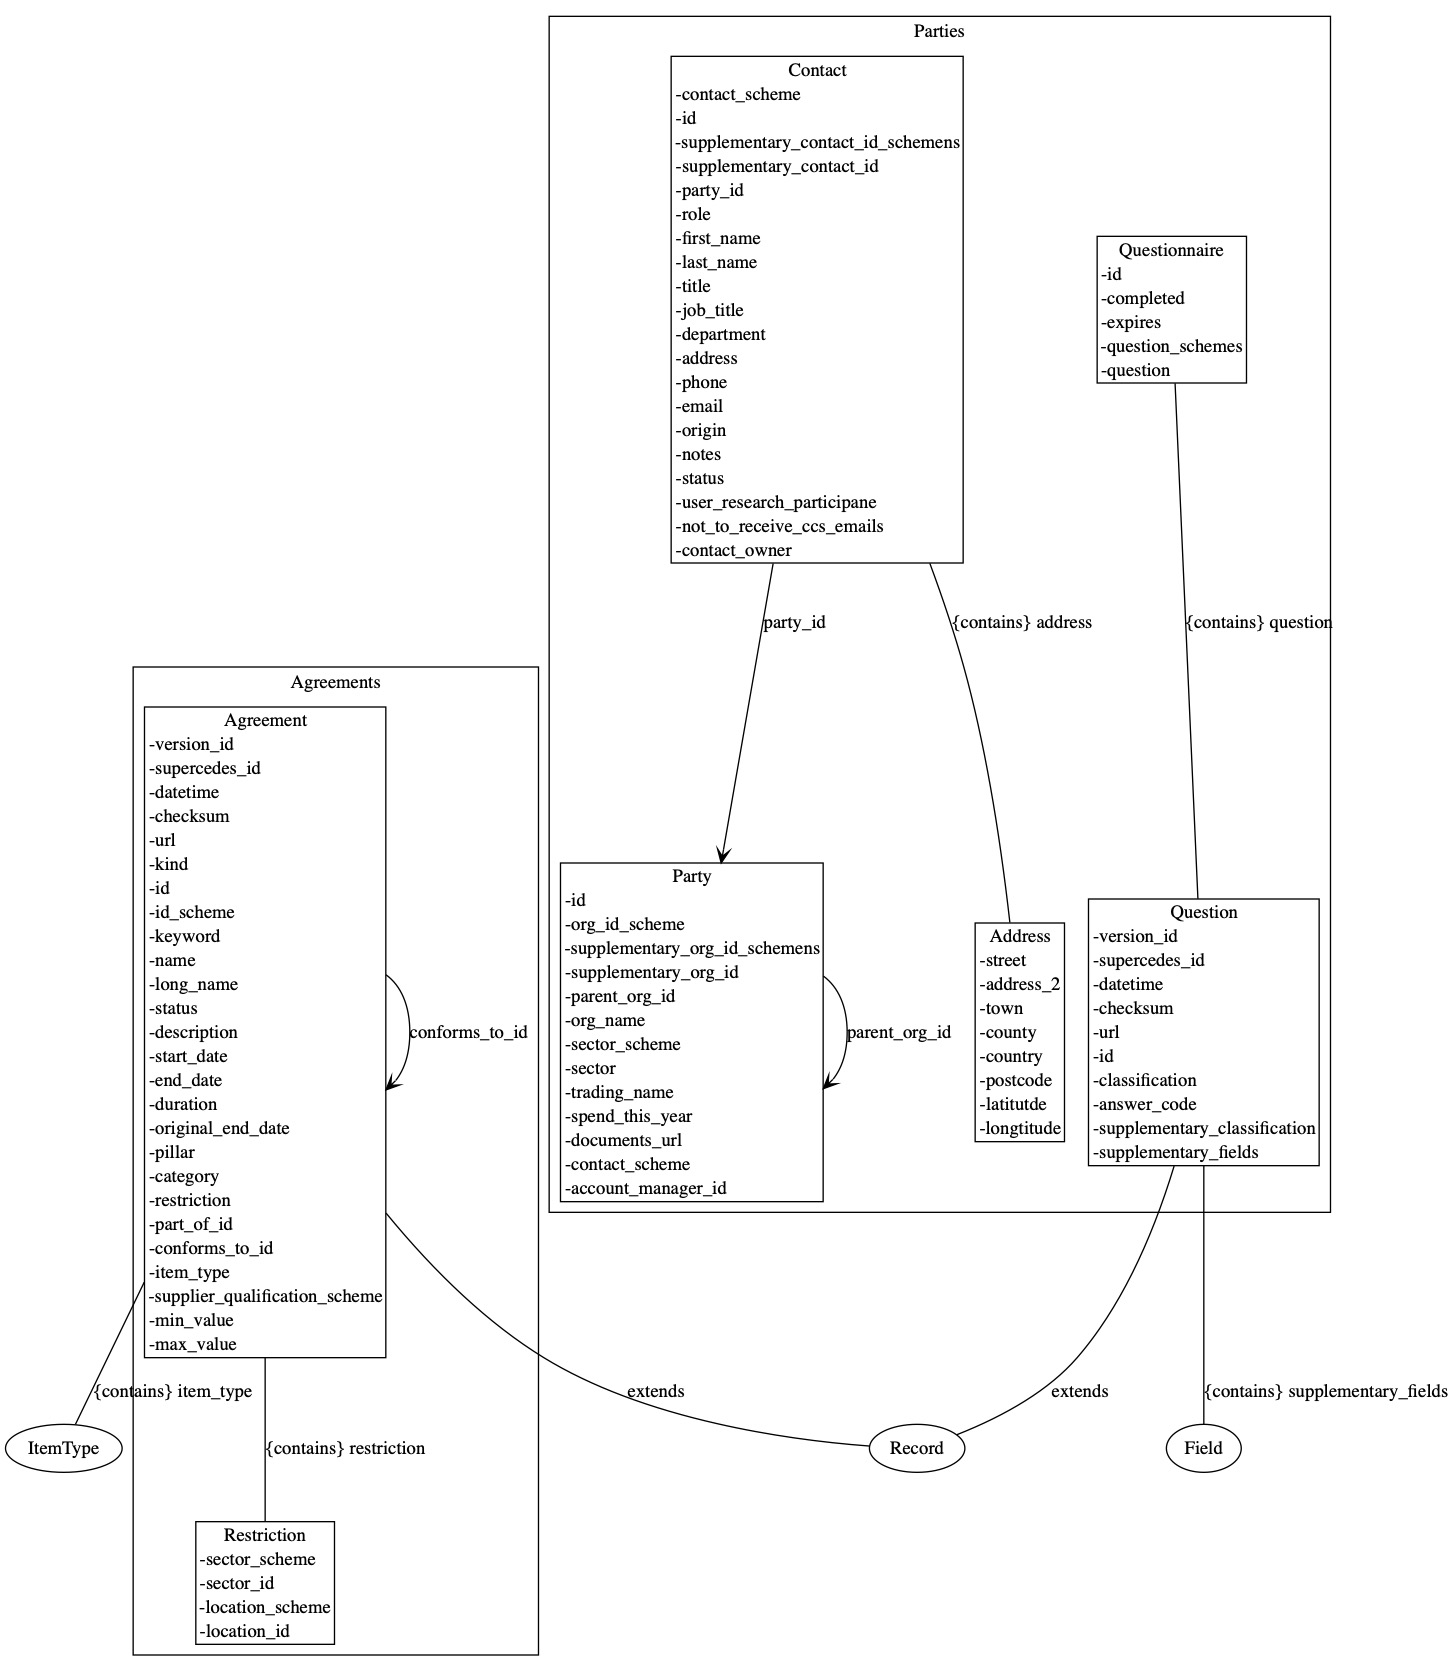 Parties
Contact
-contact_scheme
-id
-supplementary_contact_id_schemens
-supplementary_contact_id
-party_id
-role
-first_name
-last_name
-title
-job_title
-department
-address
-phone
-email
-origin
-notes
-status
-user_research_participane
-not_to_receive_ccs_emails
-contact_owner
Questionnaire
-id
-completed
-expires
-question_schemes
-question
party_id
{contains} address
{contains} question
Agreements
Agreement
-version_id
-supercedes_id
-datetime
-checksum
-url
-kind
-id
-id_scheme
-keyword
-name
-long_name
-status
-description
-start_date
-end_date
-duration
-original_end_date
-pillar
-category
-restriction
-part_of_id
-conforms_to_id
-item_type
-supplier_qualification_scheme
-min_value
-max_value
conforms_to_id
Party
-id
-org_id_scheme
-supplementary_org_id_schemens
-supplementary_org_id
-parent_org_id
-org_name
-sector_scheme
-sector
-trading_name
-spend_this_year
-documents_url
-contact_scheme
-account_manager_id
parent_org_id
Address
-street
-address_2
-town
-county
-country
-postcode
-latitutde
-longtitude
Question
-version_id
-supercedes_id
-datetime
-checksum
-url
-id
-classification
-answer_code
-supplementary_classification
-supplementary_fields
{contains} item_type
extends
extends
{contains} supplementary_fields
ItemType
{contains} restriction
Record
Field
Restriction
-sector_scheme
-sector_id
-location_scheme
-location_id